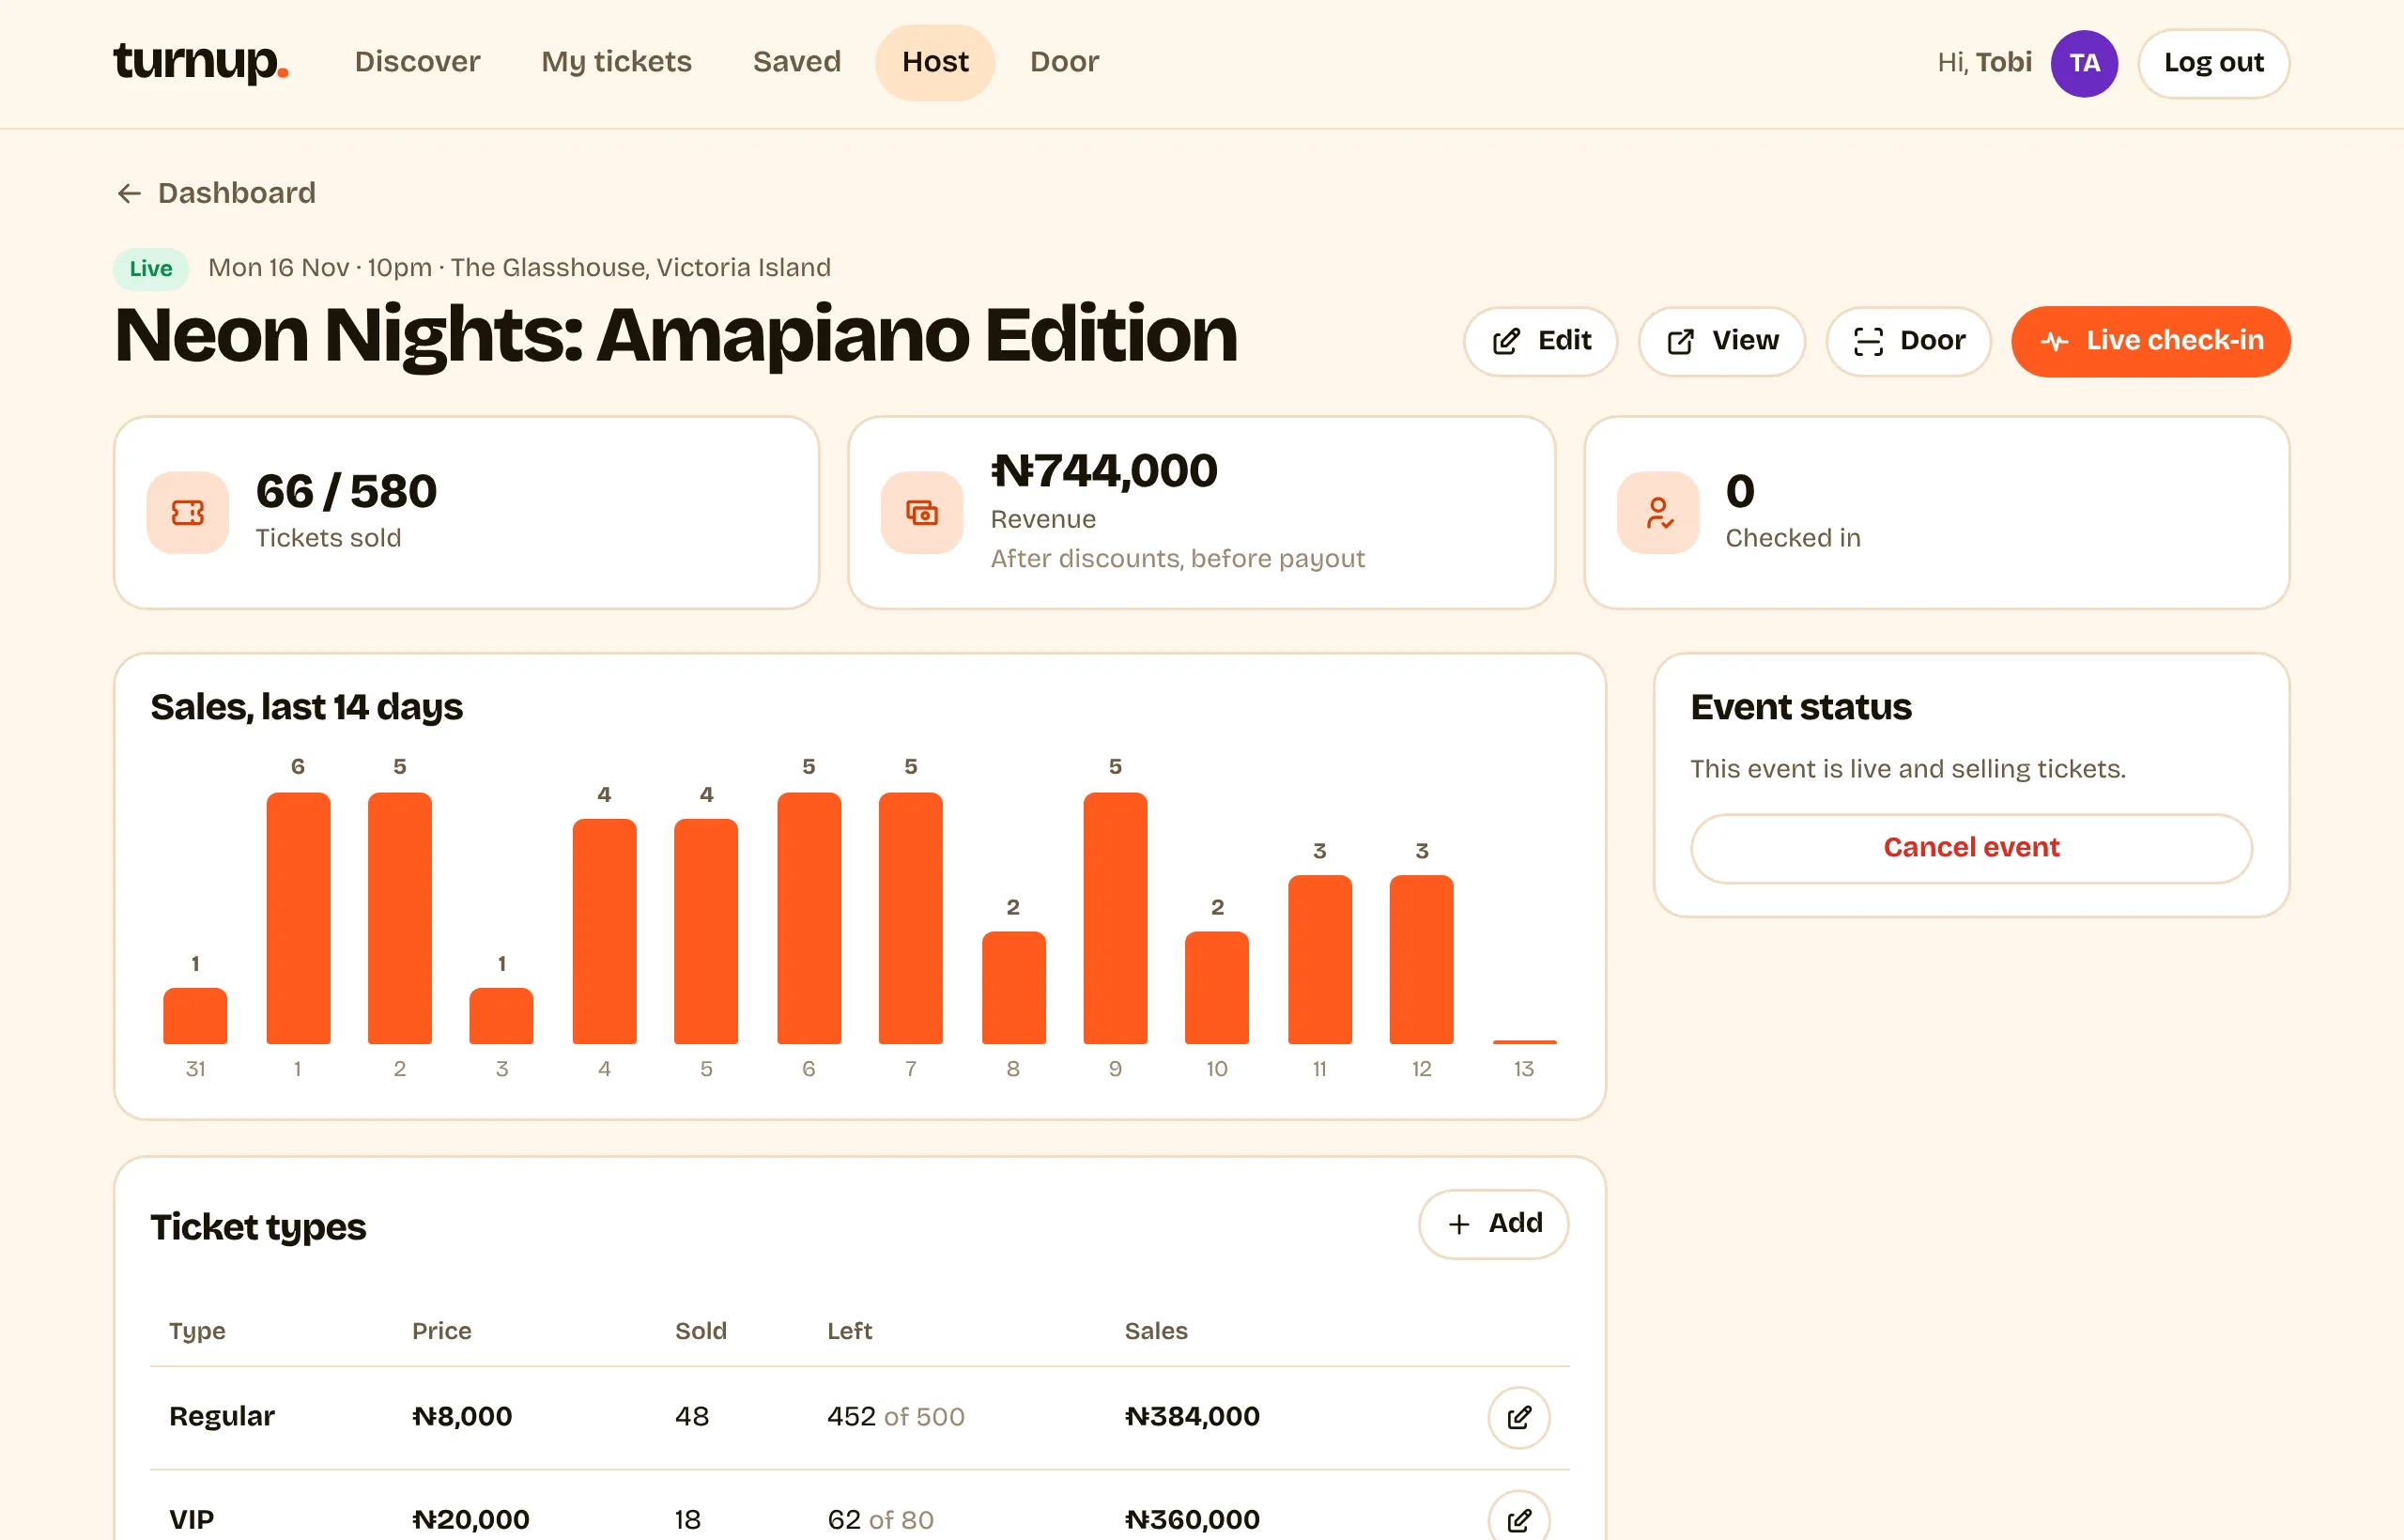 turnup. Discover My tickets Saved Host Door Hi, Tobi TA Log out
← Dashboard
Live Mon 16 Nov · 10pm · The Glasshouse, Victoria Island
Neon Nights: Amapiano Edition
Edit View Door Live check-in
66 / 580
Tickets sold
₦744,000
Revenue
After discounts, before payout
0
Checked in
Sales, last 14 days
1 6 5 1 4 4 5 5 2 5 2 3 3
31 1 2 3 4 5 6 7 8 9 10 11 12 13
Event status
This event is live and selling tickets.
Cancel event
Ticket types
+ Add
Type Price Sold Left Sales
Regular ₦8,000 48 452 of 500 ₦384,000
VIP ₦20,000 18 62 of 80 ₦360,000